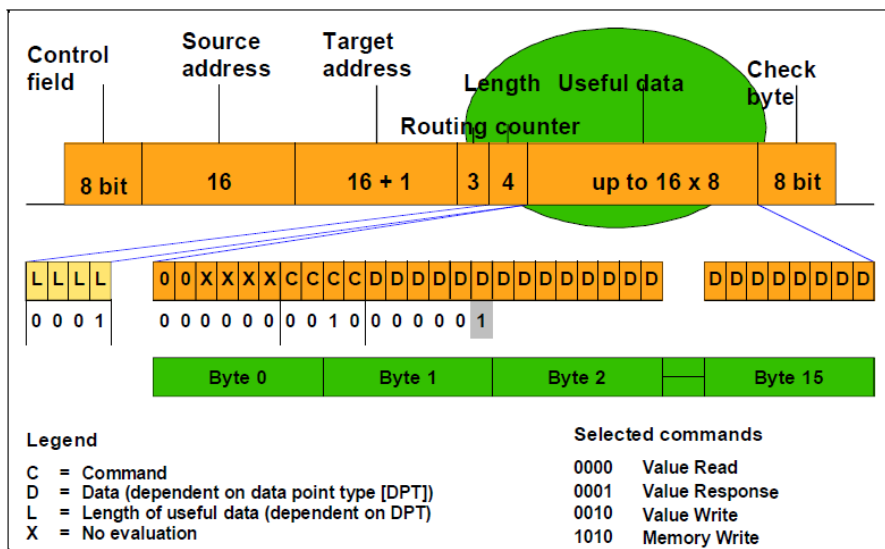 Control field
Source address
Target address
Length
Useful data
Check byte
Routing counter
8 bit 16 16 + 1 3 4 up to 16 x 8 8 bit
L L L L 0 0 X X X X C C C C D D D D D D D D D D D D D D D D D D D D D D
0 0 0 1 0 0 0 0 0 0 0 0 1 0 0 0 0 0 0 1
Byte 0 Byte 1 Byte 2 Byte 15
Legend
C = Command
D = Data (dependent on data point type [DPT])
L = Length of useful data (dependent on DPT)
X = No evaluation
Selected commands
0000 Value Read
0001 Value Response
0010 Value Write
1010 Memory Write